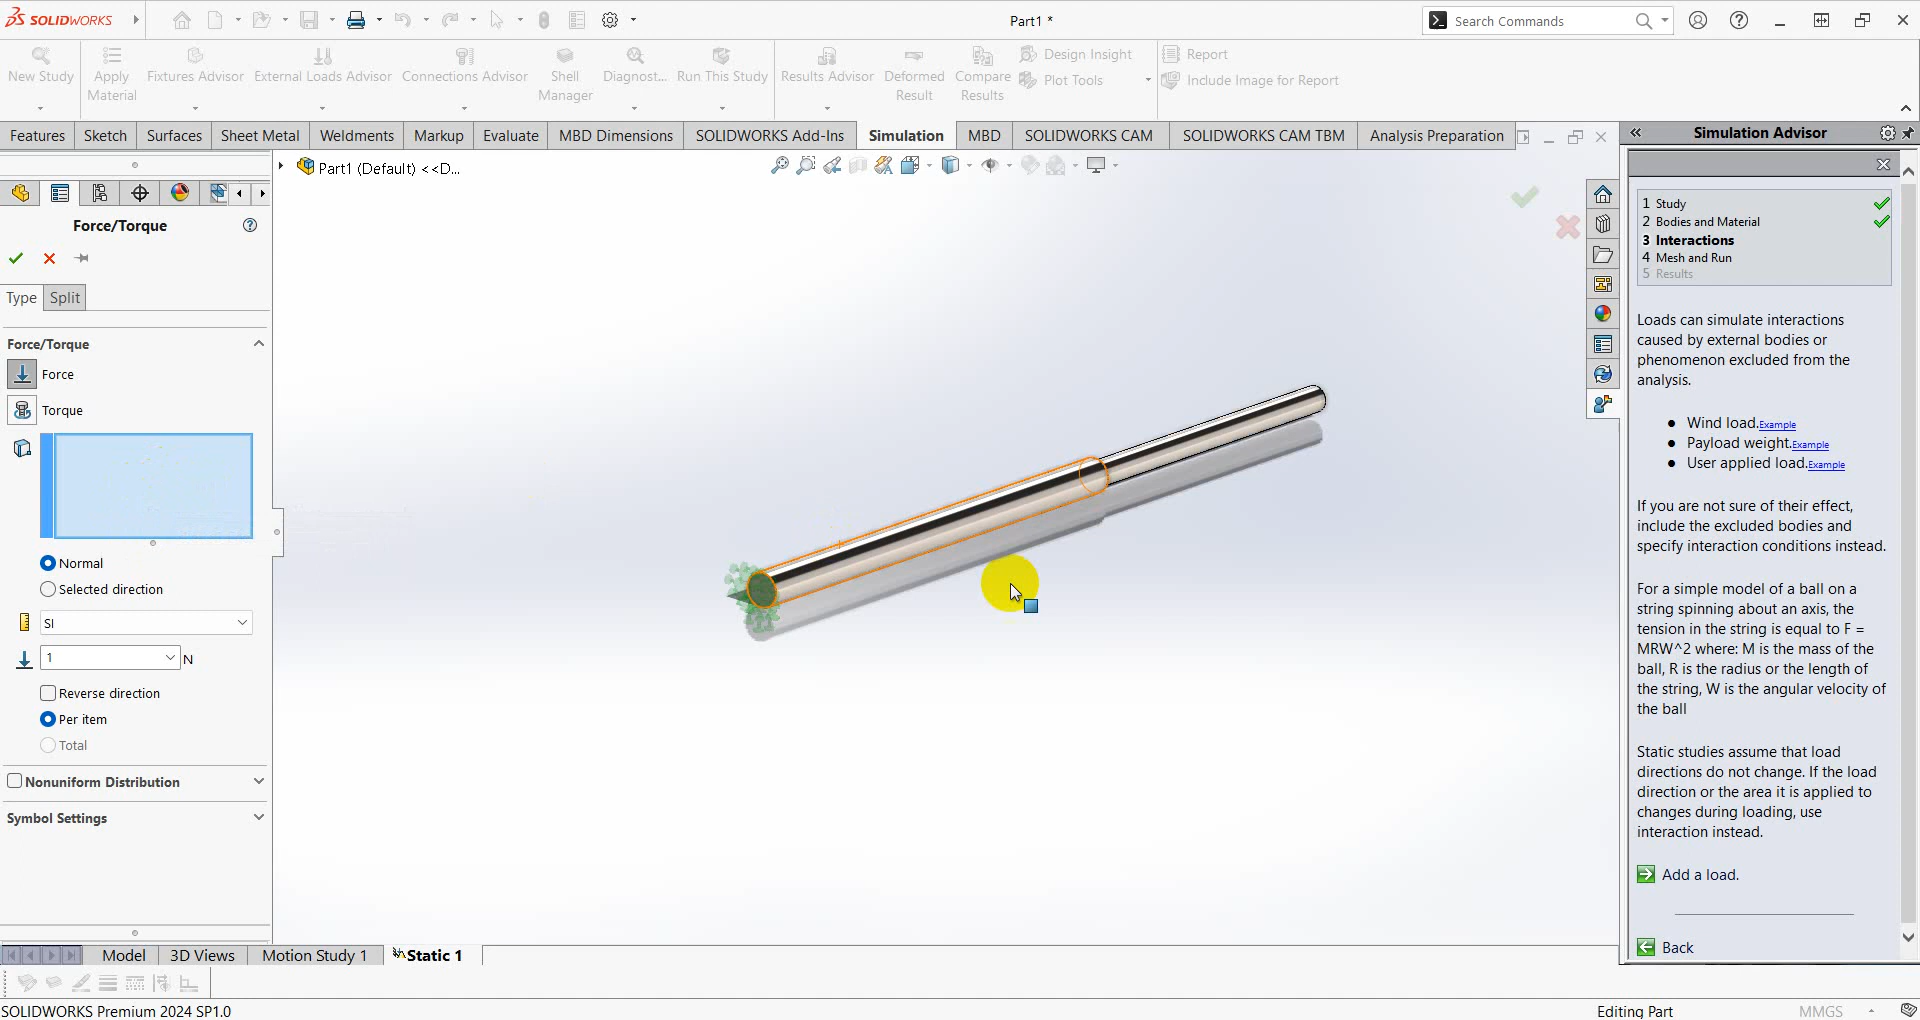 SOLIDWORKS
Part1 *
Search Commands
New Study
Apply Material
Fixtures Advisor
External Loads Advisor
Connections Advisor
Shell Manager
Diagnost...
Run This Study
Results Advisor
Deformed Result
Compare Results
Design Insight
Plot Tools
Report
Include Image for Report
Features
Sketch
Surfaces
Sheet Metal
Weldments
Markup
Evaluate
MBD Dimensions
SOLIDWORKS Add-Ins
Simulation
MBD
SOLIDWORKS CAM
SOLIDWORKS CAM TBM
Analysis Preparation
Simulation Advisor
Part1 (Default) <<D...
Force/Torque
Type
Split
Force/Torque
Force
Torque
Normal
Selected direction
SI
1
N
Reverse direction
Per item
Total
Nonuniform Distribution
Symbol Settings
1 Study
2 Bodies and Material
3 Interactions
4 Mesh and Run
5 Results
Loads can simulate interactions
caused by external bodies or
phenomenon excluded from the
analysis.
Wind load.Example
Payload weight.Example
User applied load.Example
If you are not sure of their effect,
include the excluded bodies and
specify interaction conditions instead.
For a simple model of a ball on a
string spinning about an axis, the
tension in the string is equal to F =
MRW^2 where: M is the mass of the
ball, R is the radius or the length of
the string, W is the angular velocity of
the ball
Static studies assume that load
directions do not change. If the load
direction or the area it is applied to
changes during loading, use
interaction instead.
Add a load.
Back
Model
3D Views
Motion Study 1
Static 1
SOLIDWORKS Premium 2024 SP1.0
Editing Part
MMGS